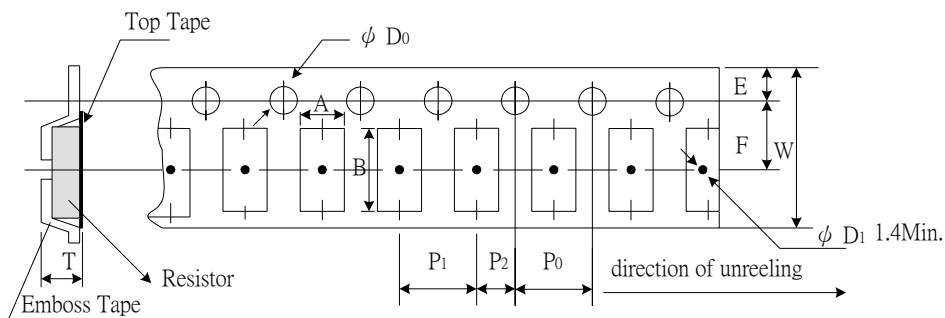 Top Tape
ϕ D0
A
E
F
W
B
ϕ D1 1.4Min.
T
Resistor
Emboss Tape
P1
P2
P0
direction of unreeling